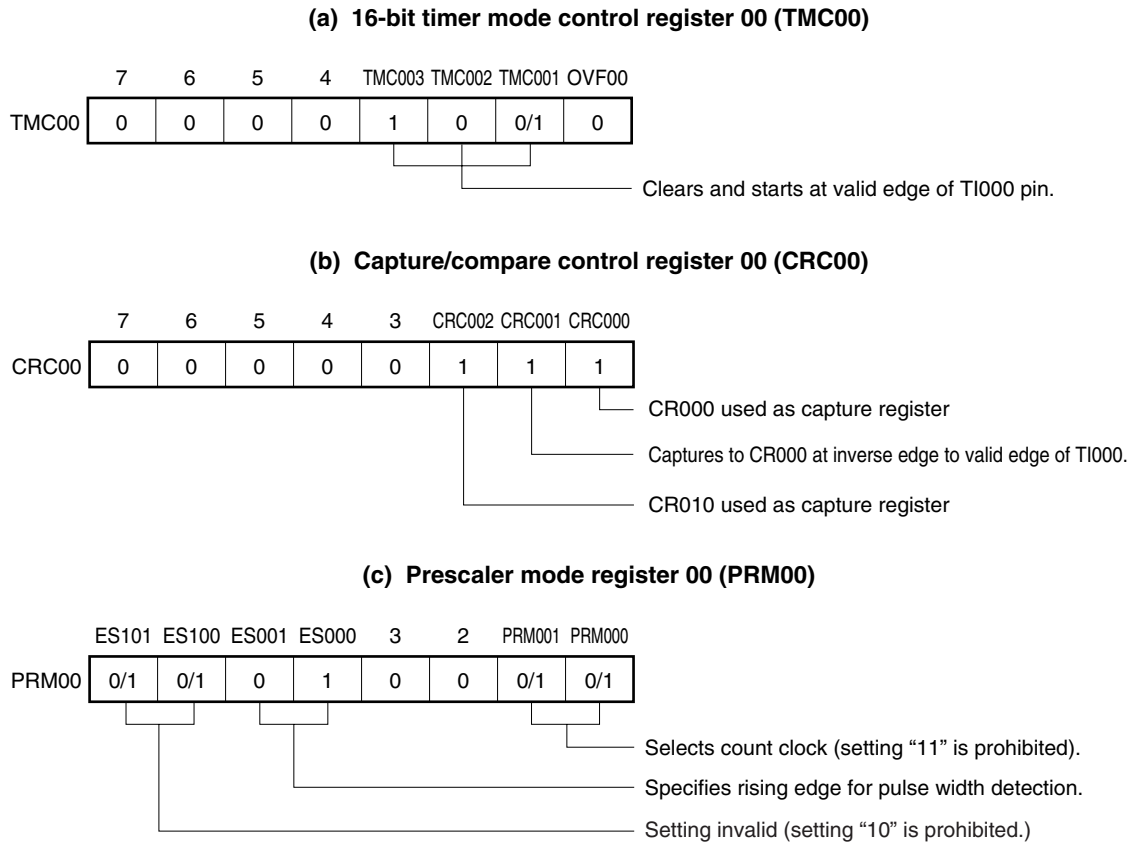 (a) 16-bit timer mode control register 00 (TMC00)
7 6 5 4 TMC003 TMC002 TMC001 OVF00
TMC00 0 0 0 0 1 0 0/1 0
Clears and starts at valid edge of TI000 pin.
(b) Capture/compare control register 00 (CRC00)
7 6 5 4 3 CRC002 CRC001 CRC000
CRC00 0 0 0 0 0 1 1 1
CR000 used as capture register
Captures to CR000 at inverse edge to valid edge of TI000.
CR010 used as capture register
(c) Prescaler mode register 00 (PRM00)
ES101 ES100 ES001 ES000 3 2 PRM001 PRM000
PRM00 0/1 0/1 0 1 0 0 0/1 0/1
Selects count clock (setting “11” is prohibited).
Specifies rising edge for pulse width detection.
Setting invalid (setting “10” is prohibited.)